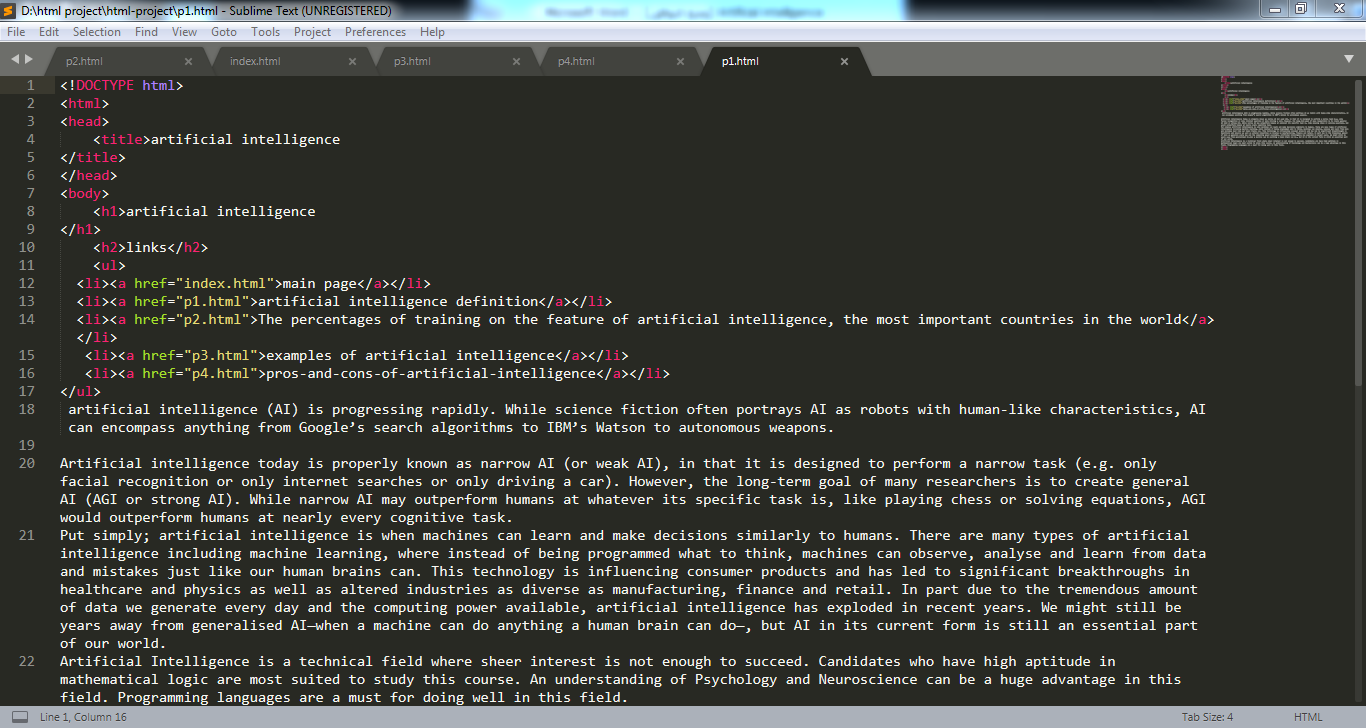 D:\html project\html-project\p1.html - Sublime Text (UNREGISTERED)
File Edit Selection Find View Goto Tools Project Preferences Help
p2.html index.html p3.html p4.html p1.html
1 <!DOCTYPE html>
2 <html>
3 <head>
4 <title>artificial intelligence
5 </title>
6 </head>
7 <body>
8 <h1>artificial intelligence
9 </h1>
10 <h2>links</h2>
11 <ul>
12 <li><a href="index.html">main page</a></li>
13 <li><a href="p1.html">artificial intelligence definition</a></li>
14 <li><a href="p2.html">The percentages of training on the feature of artificial intelligence, the most important countries in the world</a>
</li>
15 <li><a href="p3.html">examples of artificial intelligence</a></li>
16 <li><a href="p4.html">pros-and-cons-of-artificial-intelligence</a></li>
17 </ul>
18 artificial intelligence (AI) is progressing rapidly. While science fiction often portrays AI as robots with human-like characteristics, AI
can encompass anything from Google’s search algorithms to IBM’s Watson to autonomous weapons.
19
20 Artificial intelligence today is properly known as narrow AI (or weak AI), in that it is designed to perform a narrow task (e.g. only
facial recognition or only internet searches or only driving a car). However, the long-term goal of many researchers is to create general
AI (AGI or strong AI). While narrow AI may outperform humans at whatever its specific task is, like playing chess or solving equations, AGI
would outperform humans at nearly every cognitive task.
21 Put simply; artificial intelligence is when machines can learn and make decisions similarly to humans. There are many types of artificial
intelligence including machine learning, where instead of being programmed what to think, machines can observe, analyse and learn from data
and mistakes just like our human brains can. This technology is influencing consumer products and has led to significant breakthroughs in
healthcare and physics as well as altered industries as diverse as manufacturing, finance and retail. In part due to the tremendous amount
of data we generate every day and the computing power available, artificial intelligence has exploded in recent years. We might still be
years away from generalised AI—when a machine can do anything a human brain can do—, but AI in its current form is still an essential part
of our world.
22 Artificial Intelligence is a technical field where sheer interest is not enough to succeed. Candidates who have high aptitude in
mathematical logic are most suited to study this course. An understanding of Psychology and Neuroscience can be a huge advantage in this
field. Programming languages are a must for doing well in this field.
Line 1, Column 16 Tab Size: 4 HTML